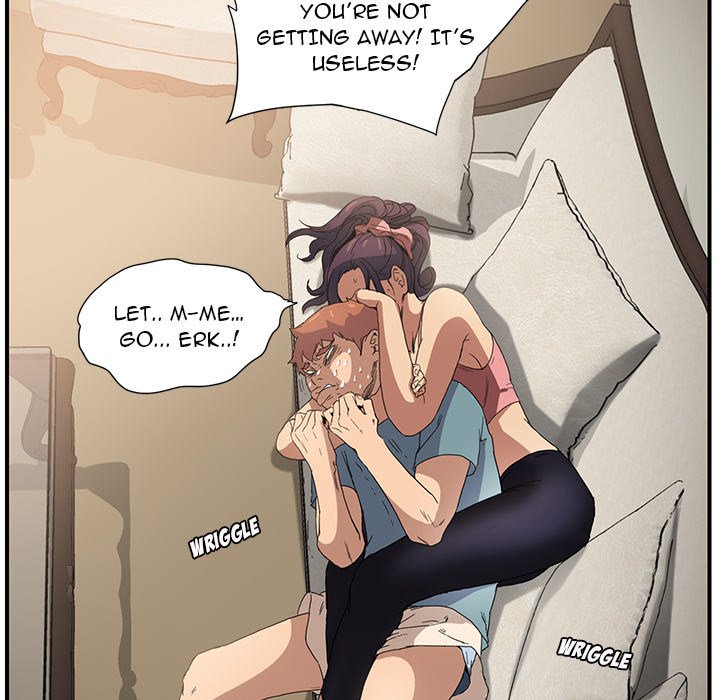 YOU'RE NOT
GETTING AWAY! IT'S
USELESS!
LET.. M-ME...
GO... ERK..!
WRIGGLE
WRIGGLE